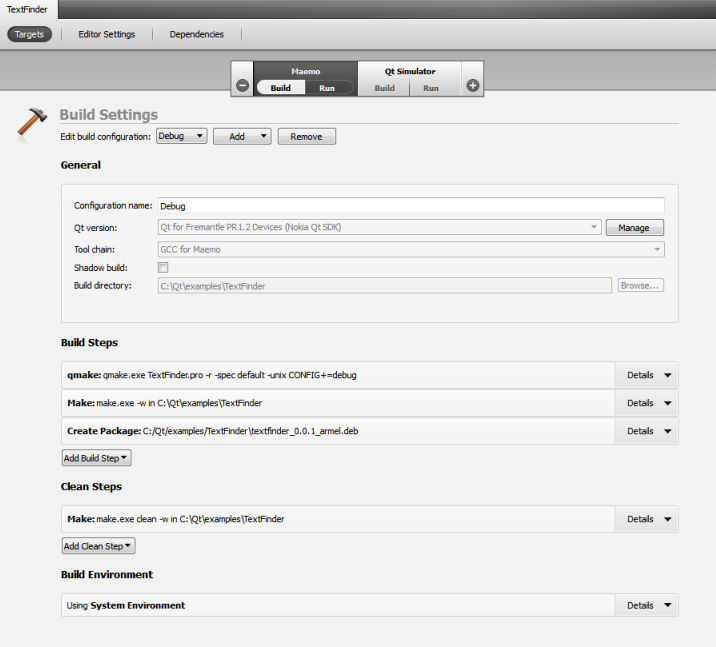 TextFinder
Targets Editor Settings Dependencies
Maemo Qt Simulator
Build Run Build Run
Build Settings
Edit build configuration: Debug Add Remove
General
Configuration name: Debug
Qt version: Qt for Fremantle PR1.2 Devices (Nokia Qt SDK) Manage
Tool chain: GCC for Maemo
Shadow build:
Build directory: C:\Qt\examples\TextFinder Browse...
Build Steps
qmake: qmake.exe TextFinder.pro -r -spec default -unix CONFIG+=debug Details
Make: make.exe -w in C:\Qt\examples\TextFinder Details
Create Package: C:/Qt/examples/TextFinder\textfinder_0.0.1_armel.deb Details
Add Build Step
Clean Steps
Make: make.exe clean -w in C:\Qt\examples\TextFinder Details
Add Clean Step
Build Environment
Using System Environment Details